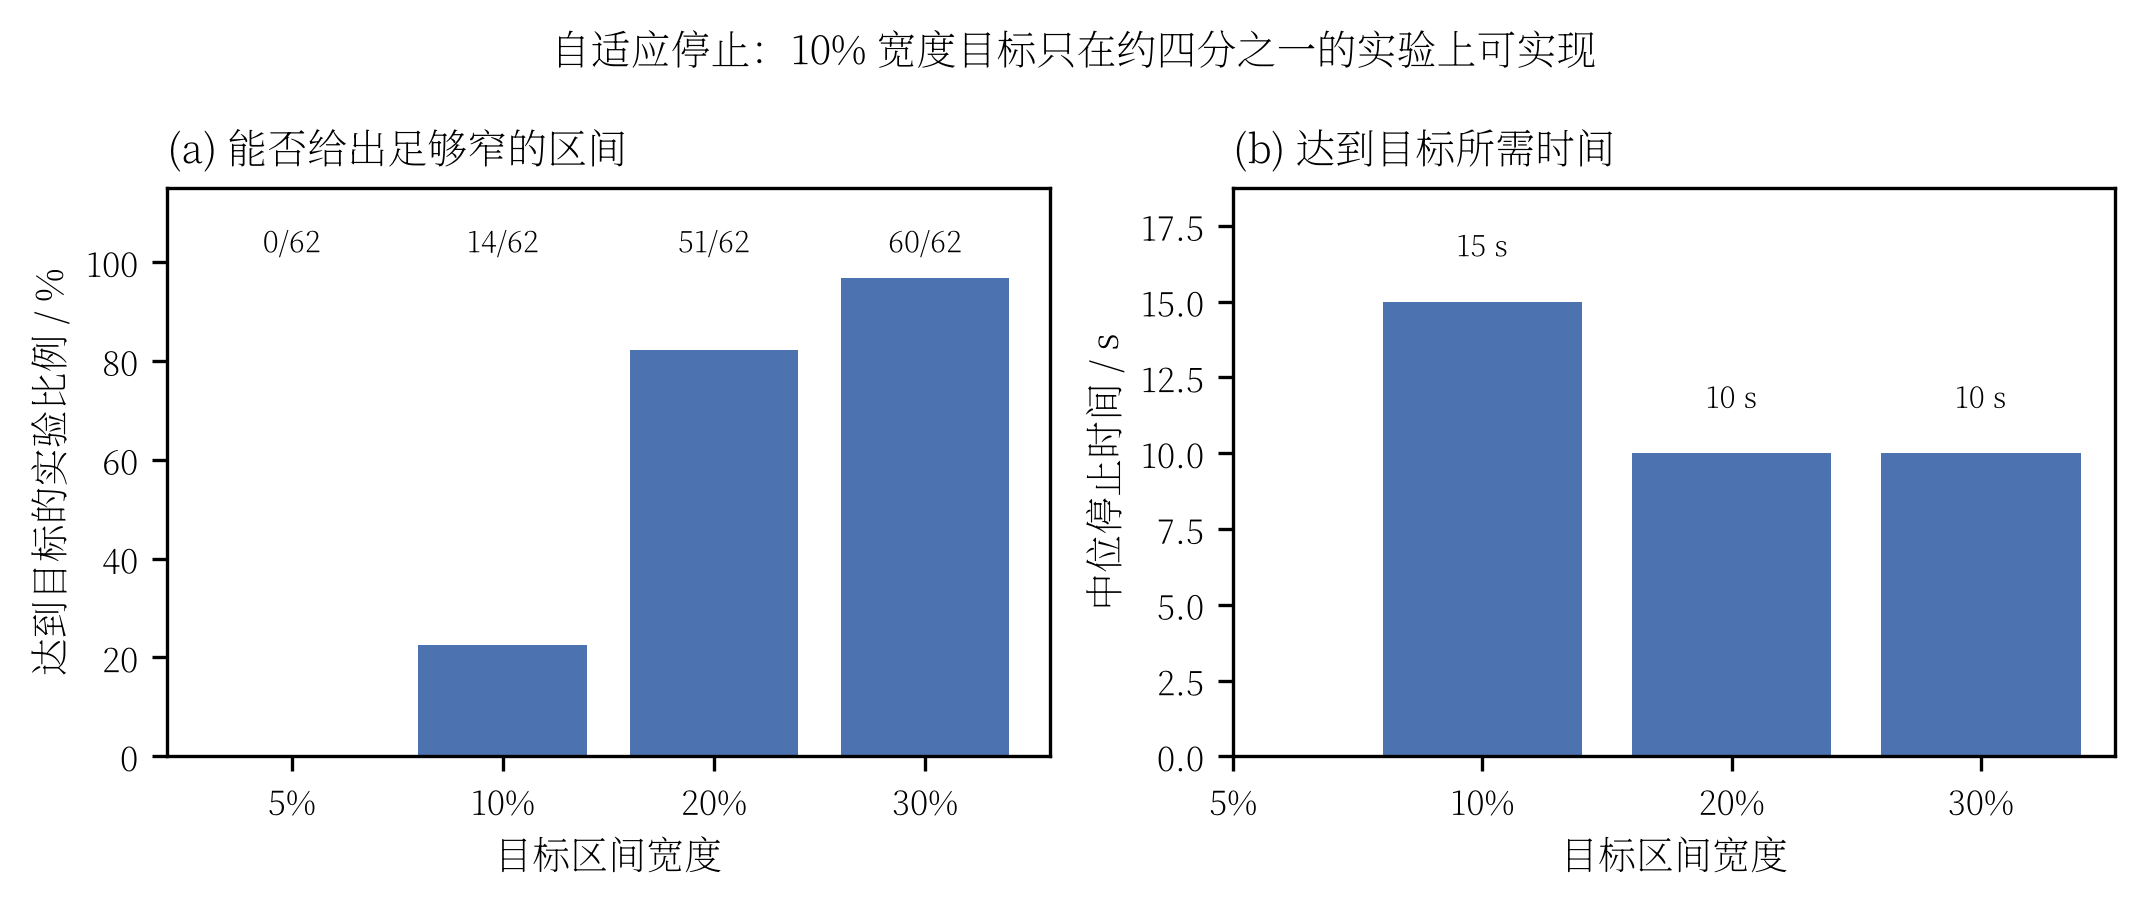 自适应停止：10% 宽度目标只在约四分之一的实验上可实现
(a) 能否给出足够窄的区间
达到目标的实验比例 / %
100
80
60
40
20
0
0/62
14/62
51/62
60/62
5%
10%
20%
30%
目标区间宽度
(b) 达到目标所需时间
中位停止时间 / s
17.5
15.0
12.5
10.0
7.5
5.0
2.5
0.0
15 s
10 s
10 s
5%
10%
20%
30%
目标区间宽度